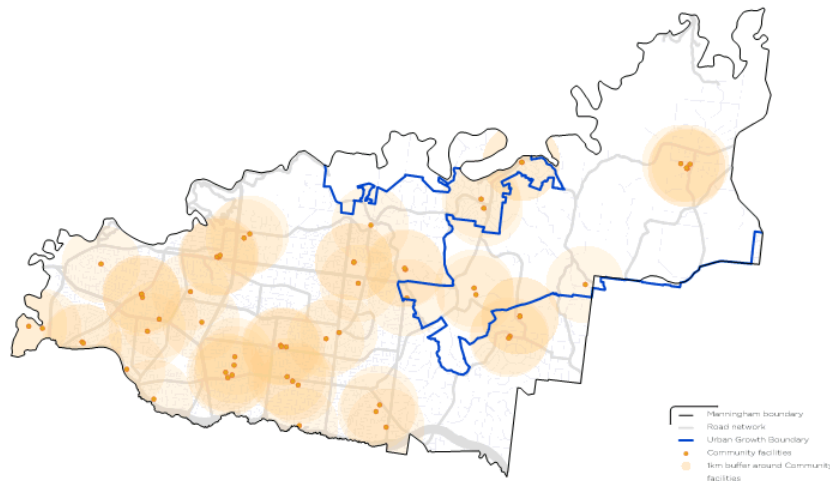 Manningham boundary
Road network
Urban Growth Boundary
Community facilities
1km buffer around Community
facilities